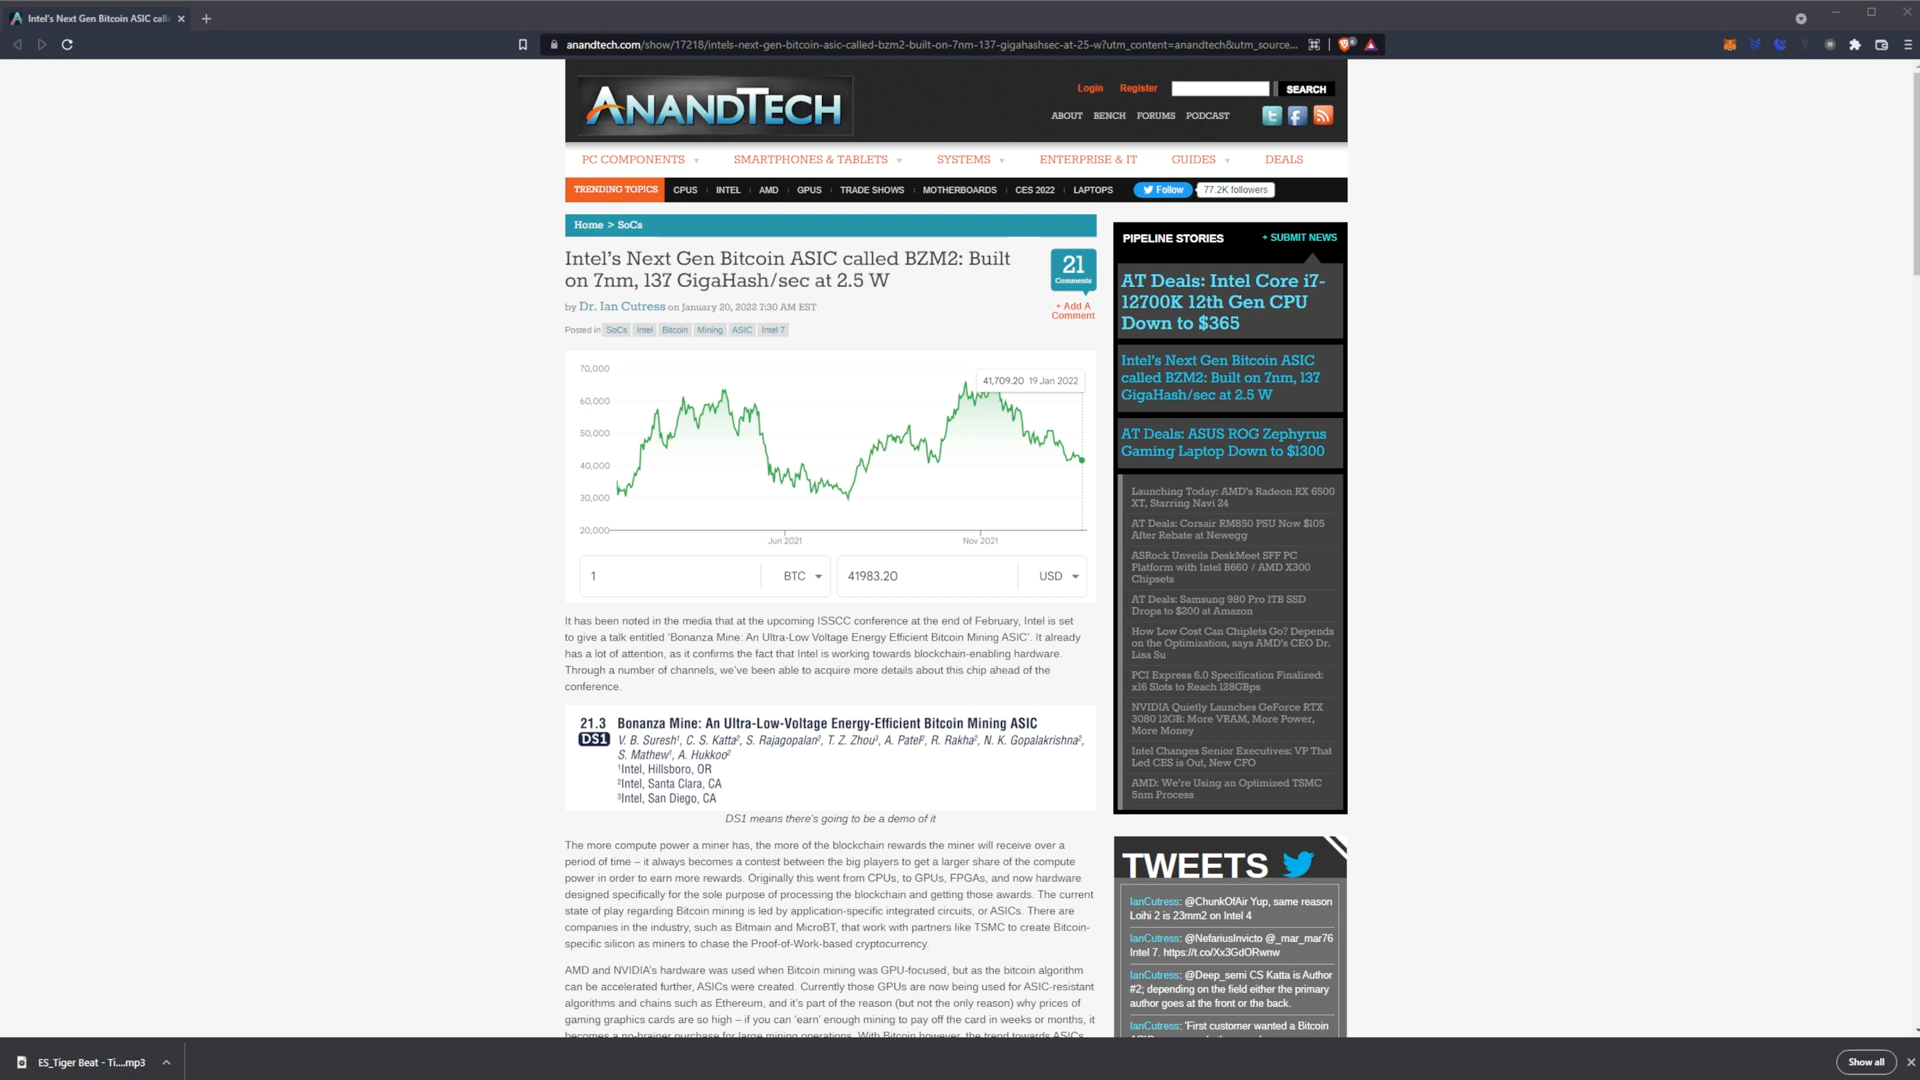 Intel's Next Gen Bitcoin ASIC call
anandtech.com/show/17218/intels-next-gen-bitcoin-asic-called-bzm2-built-on-7nm-137-gigahashsec-at-25-w?utm_content=anandtech&utm_source...
ANANDTECH
Login Register SEARCH
ABOUT BENCH FORUMS PODCAST
PC COMPONENTS SMARTPHONES & TABLETS SYSTEMS ENTERPRISE & IT GUIDES DEALS
TRENDING TOPICS CPUS INTEL AMD GPUS TRADE SHOWS MOTHERBOARDS CES 2022 LAPTOPS Follow 77.2K followers
Home > SoCs
Intel's Next Gen Bitcoin ASIC called BZM2: Built
on 7nm, 137 GigaHash/sec at 2.5 W
by Dr. Ian Cutress on January 20, 2022 7:30 AM EST
Posted in SoCs Intel Bitcoin Mining ASIC Intel 7
21
Comments
+ Add A
Comment
70,000
60,000
50,000
40,000
30,000
20,000
41,709.20 19 Jan 2022
Jun 2021 Nov 2021
1 BTC 41983.20 USD
It has been noted in the media that at the upcoming ISSCC conference at the end of February, Intel is set
to give a talk entitled 'Bonanza Mine: An Ultra-Low Voltage Energy Efficient Bitcoin Mining ASIC'. It already
has a lot of attention, as it confirms the fact that Intel is working towards blockchain-enabling hardware.
Through a number of channels, we've been able to acquire more details about this chip ahead of the
conference.
21.3 Bonanza Mine: An Ultra-Low-Voltage Energy-Efficient Bitcoin Mining ASIC
DS1 V. B. Suresh¹, C. S. Katta², S. Rajagopalan², T. Z. Zhou³, A. Patel², R. Rakha², N. K. Gopalakrishna²,
S. Mathew¹, A. Hukkoo²
¹Intel, Hillsboro, OR
²Intel, Santa Clara, CA
³Intel, San Diego, CA
DS1 means there's going to be a demo of it
The more compute power a miner has, the more of the blockchain rewards the miner will receive over a
period of time – it always becomes a contest between the big players to get a larger share of the compute
power in order to earn more rewards. Originally this went from CPUs, to GPUs, FPGAs, and now hardware
designed specifically for the sole purpose of processing the blockchain and getting those awards. The current
state of play regarding Bitcoin mining is led by application-specific integrated circuits, or ASICs. There are
companies in the industry, such as Bitmain and MicroBT, that work with partners like TSMC to create Bitcoin-
specific silicon as miners to chase the Proof-of-Work-based cryptocurrency.
AMD and NVIDIA's hardware was used when Bitcoin mining was GPU-focused, but as the bitcoin algorithm
can be accelerated further, ASICs were created. Currently those GPUs are now being used for ASIC-resistant
algorithms and chains such as Ethereum, and it's part of the reason (but not the only reason) why prices of
gaming graphics cards are so high – if you can 'earn' enough mining to pay off the card in weeks or months, it
becomes a no-brainer purchase for large mining operations. With Bitcoin however, the trend towards ASICs
PIPELINE STORIES + SUBMIT NEWS
AT Deals: Intel Core i7-
12700K 12th Gen CPU
Down to $365
Intel's Next Gen Bitcoin ASIC
called BZM2: Built on 7nm, 137
GigaHash/sec at 2.5 W
AT Deals: ASUS ROG Zephyrus
Gaming Laptop Down to $1300
Launching Today: AMD's Radeon RX 6500
XT, Starring Navi 24
AT Deals: Corsair RM850 PSU Now $105
After Rebate at Newegg
ASRock Unveils DeskMeet SFF PC
Platform with Intel B660 / AMD X300
Chipsets
AT Deals: Samsung 980 Pro 1TB SSD
Drops to $200 at Amazon
How Low Cost Can Chiplets Go? Depends
on the Optimization, says AMD's CEO Dr.
Lisa Su
PCI Express 6.0 Specification Finalized:
x16 Slots to Reach 128GBps
NVIDIA Quietly Launches GeForce RTX
3080 12GB: More VRAM, More Power,
More Money
Intel Changes Senior Executives: VP That
Led CES is Out, New CFO
AMD: We're Using an Optimized TSMC
5nm Process
TWEETS
IanCutress: @ChunkOfAir Yup, same reason
Loihi 2 is 23mm2 on Intel 4
IanCutress: @NefariusInvicto @_mar_mar76
Intel 7. https://t.co/Xx3GdORwnw
IanCutress: @Deep_semi CS Katta is Author
#2; depending on the field either the primary
author goes at the front or the back.
IanCutress: 'First customer wanted a Bitcoin
ES_Tiger Beat - Ti....mp3
Show all